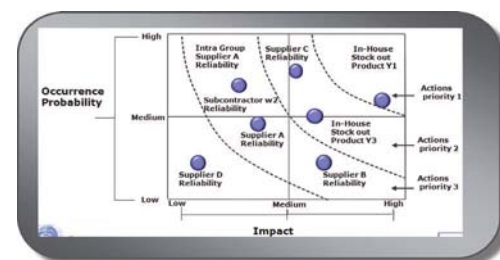 High
Intra Group
Supplier A
Reliability
Supplier C
Reliability
In-House
Stock out
Product Y1
Actions
priority 1
Occurrence
Probability
Subcontractor w2
Reliability
Medium
Supplier A
Reliability
In-House
Stock out
Product Y3
Actions
priority 2
Supplier D
Reliability
Supplier B
Reliability
Actions
priority 3
Low
Low
Medium
High
Impact